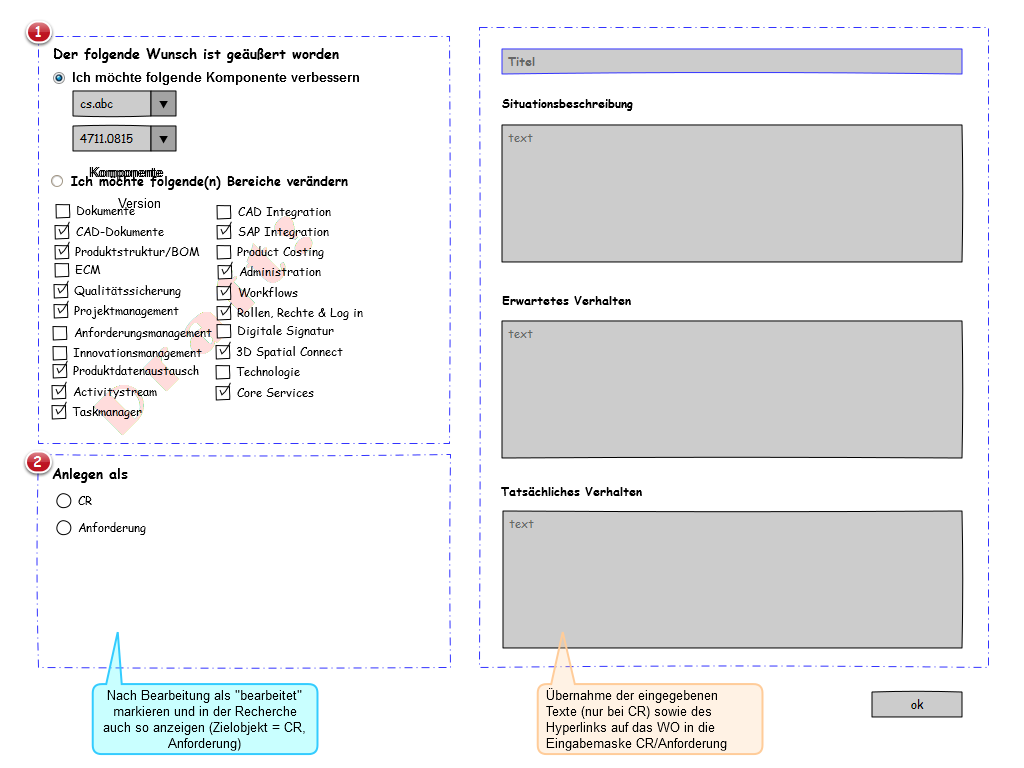 1
Der folgende Wunsch ist geäußert worden
Ich möchte folgende Komponente verbessern
cs.abc
4711.0815
Komponente
Ich möchte folgende(n) Bereiche verändern
Version
Dokumente
CAD-Dokumente
Produktstruktur/BOM
ECM
Qualitätssicherung
Projektmanagement
Anforderungsmanagement
Innovationsmanagement
Produktdatenaustausch
Activitystream
Taskmanager
CAD Integration
SAP Integration
Product Costing
Administration
Workflows
Rollen, Rechte & Log in
Digitale Signatur
3D Spatial Connect
Technologie
Core Services
Draft!
2
Anlegen als
CR
Anforderung
Nach Bearbeitung als "bearbeitet"
markieren und in der Recherche
auch so anzeigen (Zielobjekt = CR,
Anforderung)
Titel
Situationsbeschreibung
text
Erwartetes Verhalten
text
Tatsächliches Verhalten
text
Übernahme der eingegebenen
Texte (nur bei CR) sowie des
Hyperlinks auf das WO in die
Eingabemaske CR/Anforderung
ok